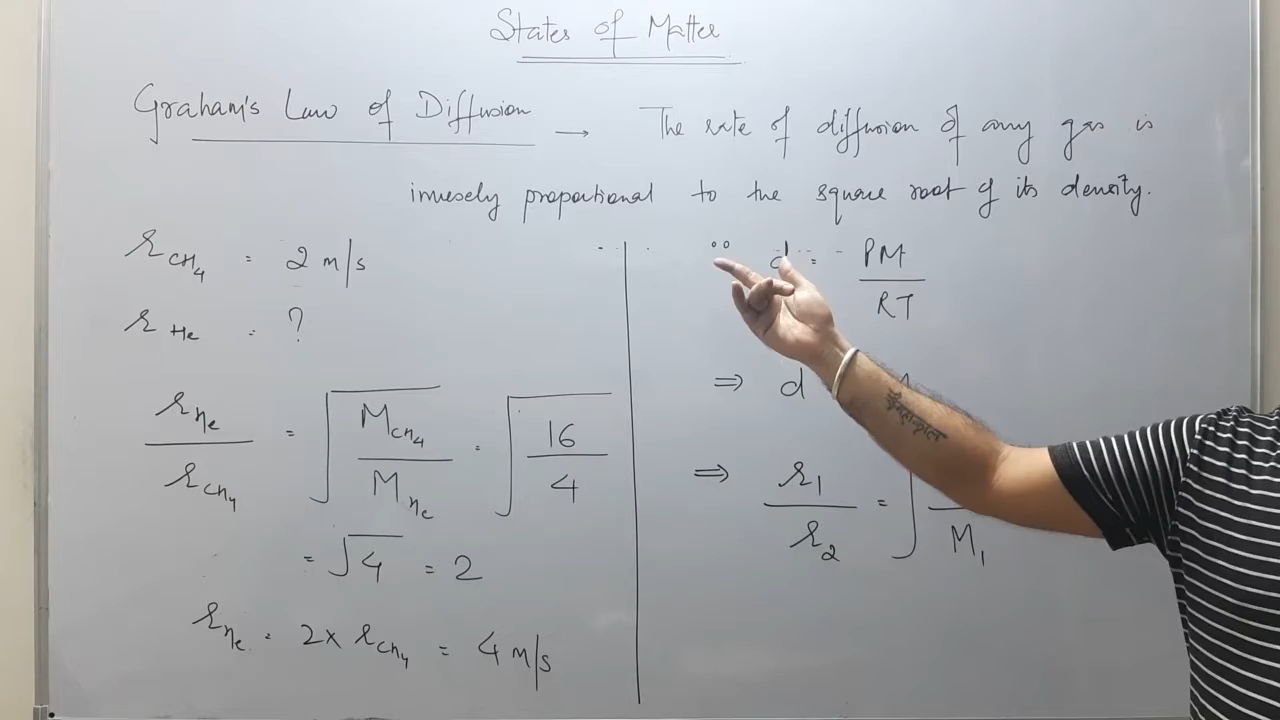 States of Matter
Graham's Law of Diffusion → The rate of diffusion of any gas is
inversely proportional to the square root of its density.
r CH4 = 2 m/s
r He = ?
r He / r CH4 = √(M CH4 / M He) = √(16 / 4)
= √4 = 2
r He = 2 × r CH4 = 4 m/s
d = PM / RT
⇒ d
⇒ r1 / r2 = √( / M1